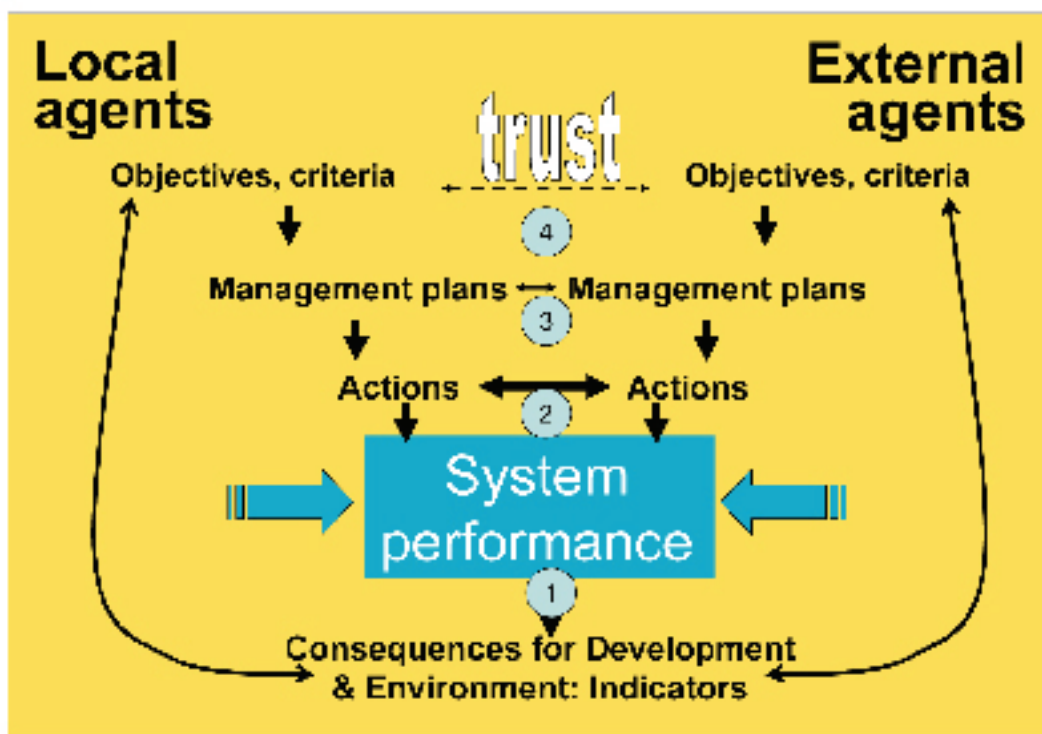 Local
agents
External
agents
trust
Objectives, criteria
Objectives, criteria
4
Management plans
Management plans
3
Actions
Actions
2
System
performance
1
Consequences for Development
& Environment: Indicators